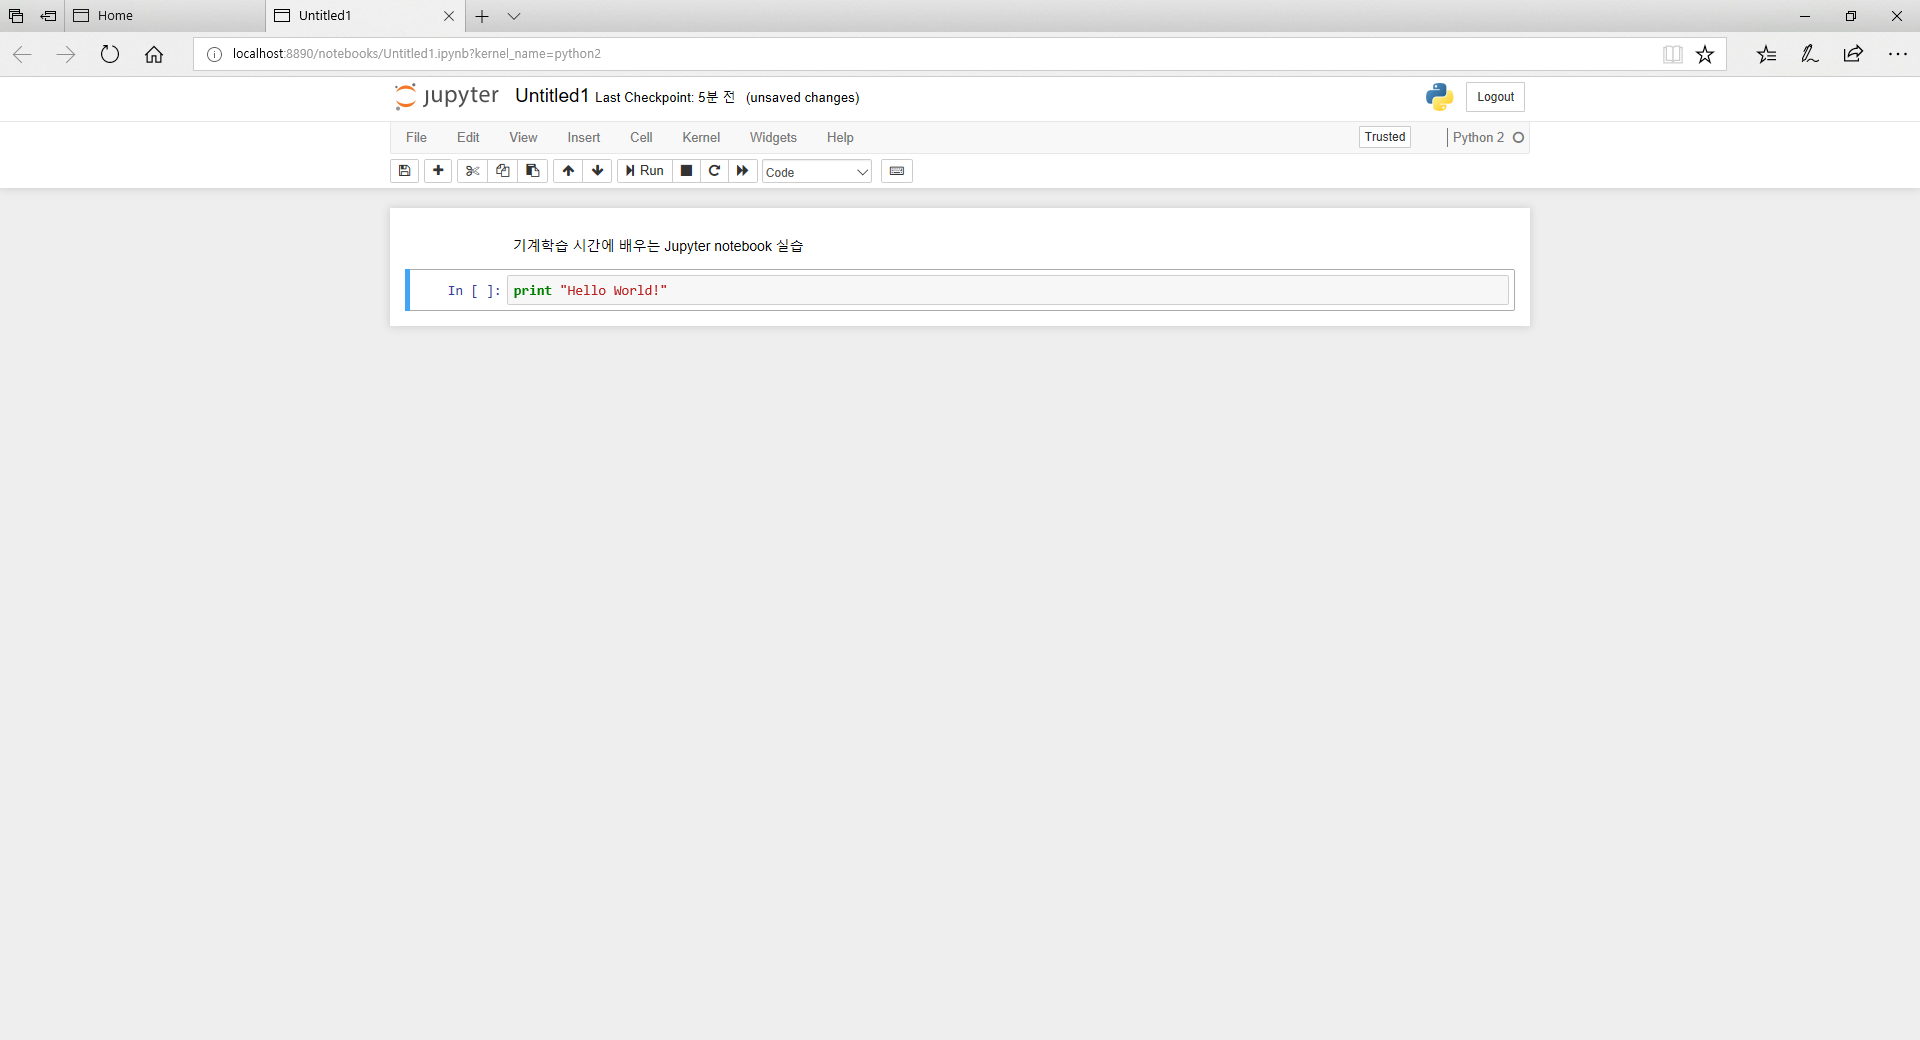 Home
Untitled1
localhost:8890/notebooks/Untitled1.ipynb?kernel_name=python2
jupyter Untitled1 Last Checkpoint: 5분 전 (unsaved changes)
Logout
File Edit View Insert Cell Kernel Widgets Help
Trusted
Python 2
Run
Code
기계학습 시간에 배우는 Jupyter notebook 실습
In [ ]: print "Hello World!"